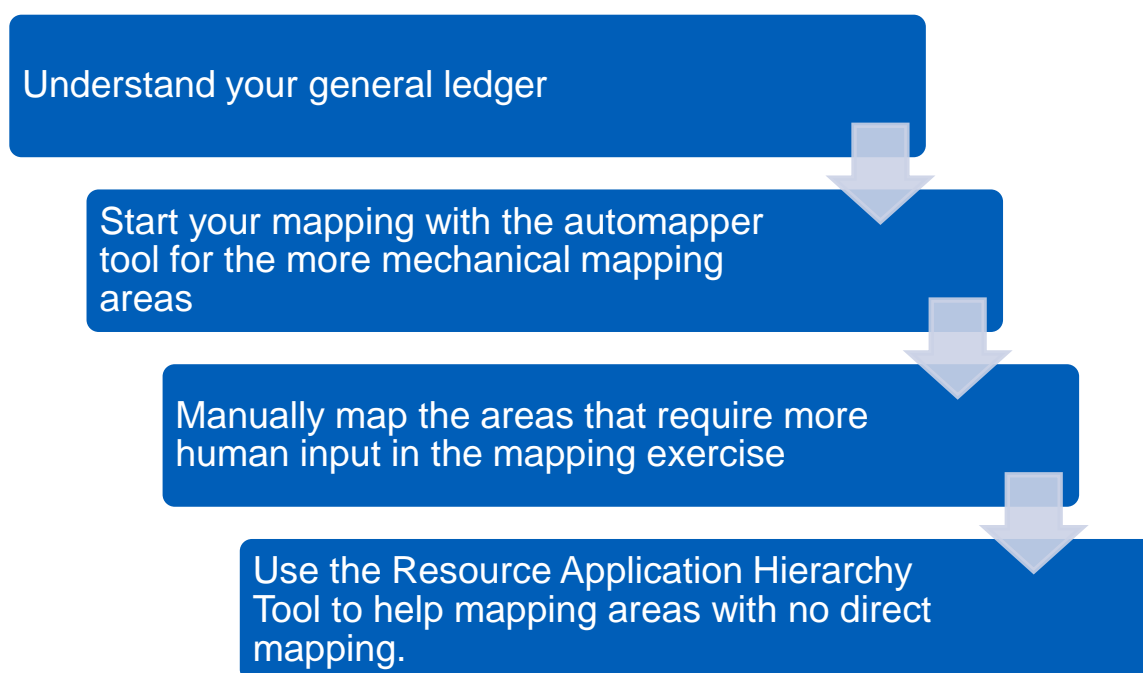 Understand your general ledger
Start your mapping with the automapper
tool for the more mechanical mapping
areas
Manually map the areas that require more
human input in the mapping exercise
Use the Resource Application Hierarchy
Tool to help mapping areas with no direct
mapping.